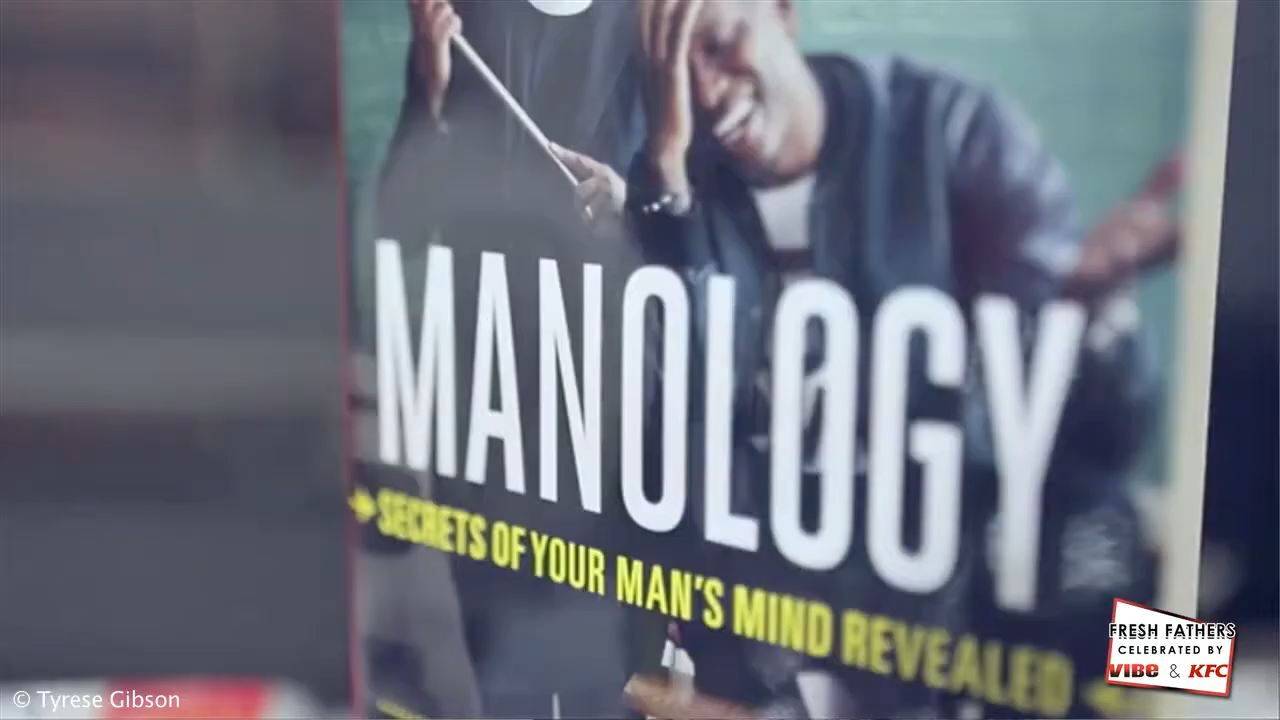 MANOLOGY
SECRETS OF YOUR MAN'S MIND REVEALED
FRESH FATHERS
CELEBRATED BY
VIBE & KFC
© Tyrese Gibson